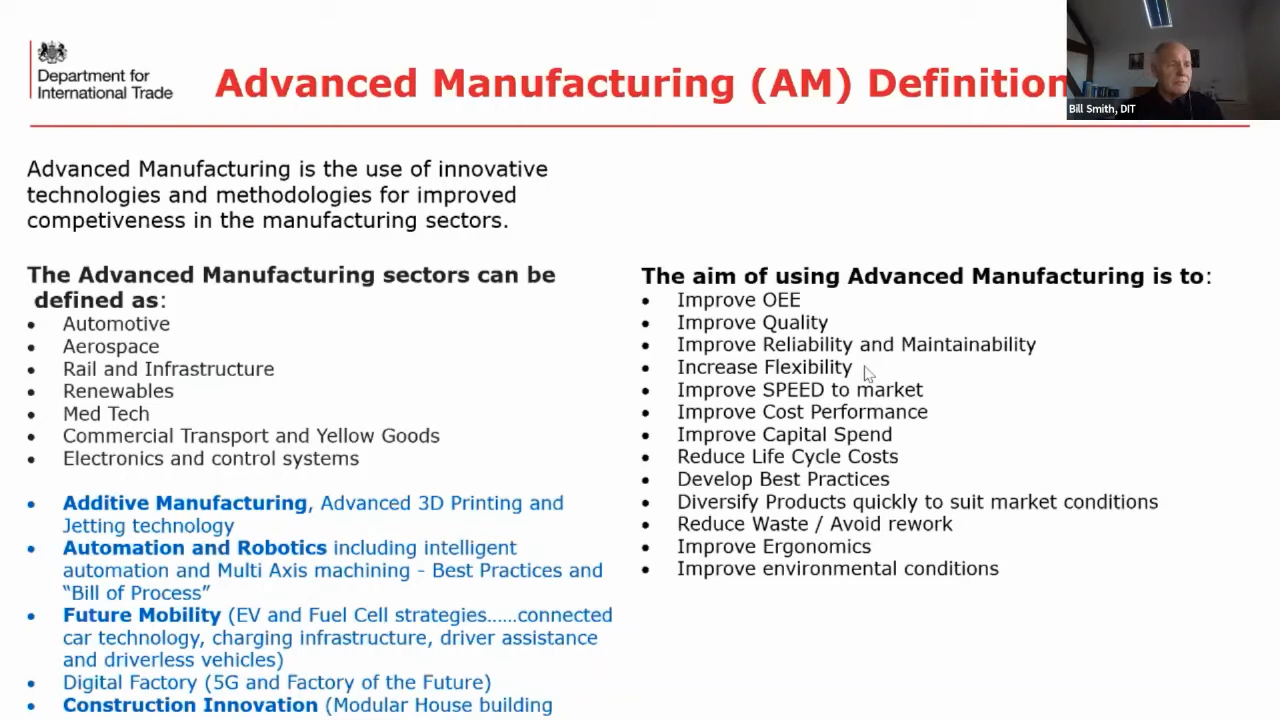 Department for
International Trade
Advanced Manufacturing (AM) Definition
Bill Smith, DIT
Advanced Manufacturing is the use of innovative
technologies and methodologies for improved
competiveness in the manufacturing sectors.
The Advanced Manufacturing sectors can be
defined as:
• Automotive
• Aerospace
• Rail and Infrastructure
• Renewables
• Med Tech
• Commercial Transport and Yellow Goods
• Electronics and control systems
• Additive Manufacturing, Advanced 3D Printing and
Jetting technology
• Automation and Robotics including intelligent
automation and Multi Axis machining - Best Practices and
“Bill of Process”
• Future Mobility (EV and Fuel Cell strategies......connected
car technology, charging infrastructure, driver assistance
and driverless vehicles)
• Digital Factory (5G and Factory of the Future)
• Construction Innovation (Modular House building
The aim of using Advanced Manufacturing is to:
• Improve OEE
• Improve Quality
• Improve Reliability and Maintainability
• Increase Flexibility
• Improve SPEED to market
• Improve Cost Performance
• Improve Capital Spend
• Reduce Life Cycle Costs
• Develop Best Practices
• Diversify Products quickly to suit market conditions
• Reduce Waste / Avoid rework
• Improve Ergonomics
• Improve environmental conditions